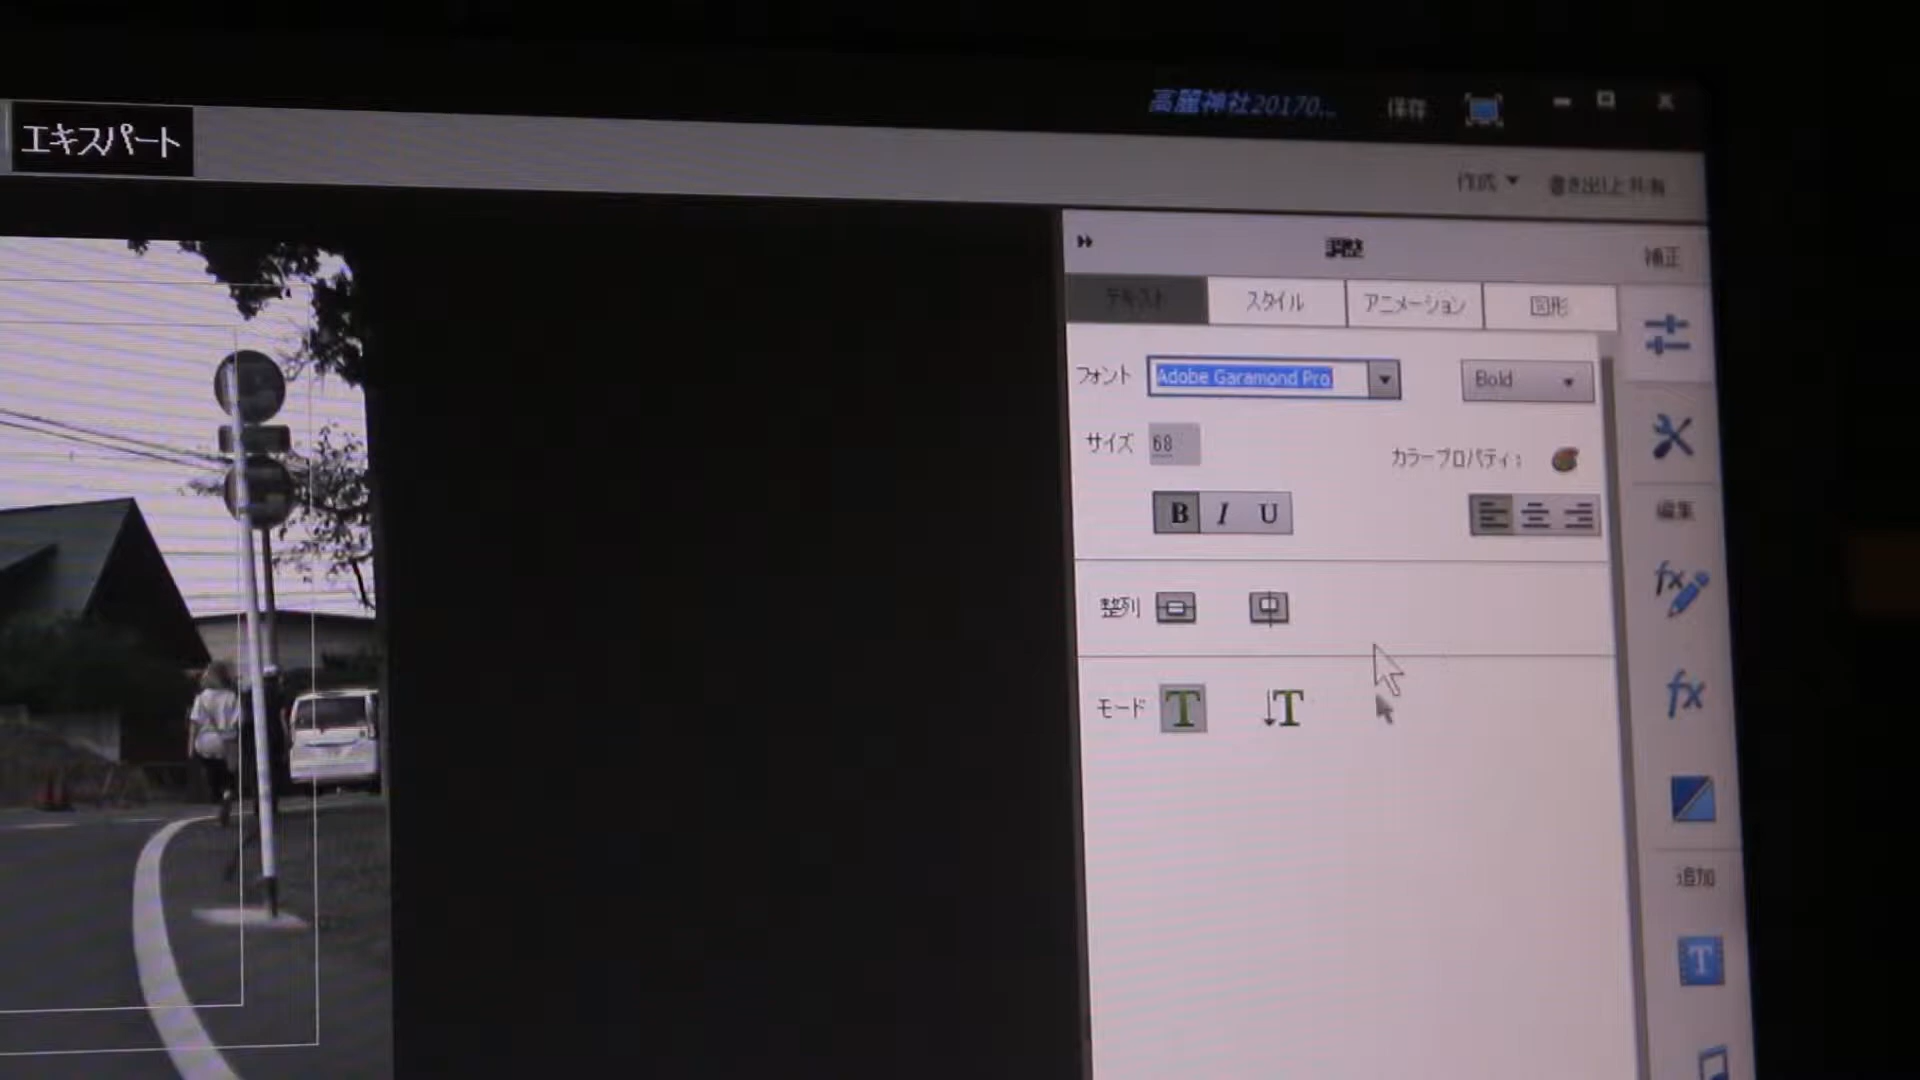 高麗神社20170... 保存
エキスパート
作成 書き出しと共有
調整 補正
テキスト スタイル アニメーション 図形
フォント Adobe Garamond Pro Bold
サイズ 68 カラープロパティ:
B I U
編集
整列
モード T T
fx
fx
追加
T